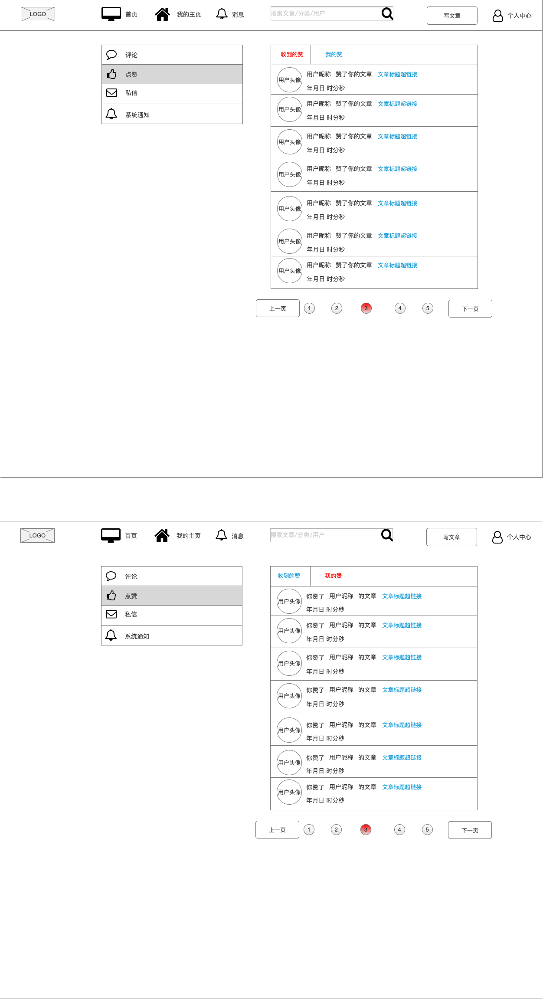 LOGO 首页 我的主页 消息 搜索文章/分类/用户 写文章 个人中心
评论
点赞
私信
系统通知
收到的赞 我的赞
用户头像 用户昵称 赞了你的文章 文章标题超链接
年月日 时分秒
用户头像 用户昵称 赞了你的文章 文章标题超链接
年月日 时分秒
用户头像 用户昵称 赞了你的文章 文章标题超链接
年月日 时分秒
用户头像 用户昵称 赞了你的文章 文章标题超链接
年月日 时分秒
用户头像 用户昵称 赞了你的文章 文章标题超链接
年月日 时分秒
用户头像 用户昵称 赞了你的文章 文章标题超链接
年月日 时分秒
用户头像 用户昵称 赞了你的文章 文章标题超链接
年月日 时分秒
上一页 1 2 3 4 5 下一页
LOGO 首页 我的主页 消息 搜索文章/分类/用户 写文章 个人中心
评论
点赞
私信
系统通知
收到的赞 我的赞
用户头像 你赞了 用户昵称 的文章 文章标题超链接
年月日 时分秒
用户头像 你赞了 用户昵称 的文章 文章标题超链接
年月日 时分秒
用户头像 你赞了 用户昵称 的文章 文章标题超链接
年月日 时分秒
用户头像 你赞了 用户昵称 的文章 文章标题超链接
年月日 时分秒
用户头像 你赞了 用户昵称 的文章 文章标题超链接
年月日 时分秒
用户头像 你赞了 用户昵称 的文章 文章标题超链接
年月日 时分秒
用户头像 你赞了 用户昵称 的文章 文章标题超链接
年月日 时分秒
上一页 1 2 3 4 5 下一页